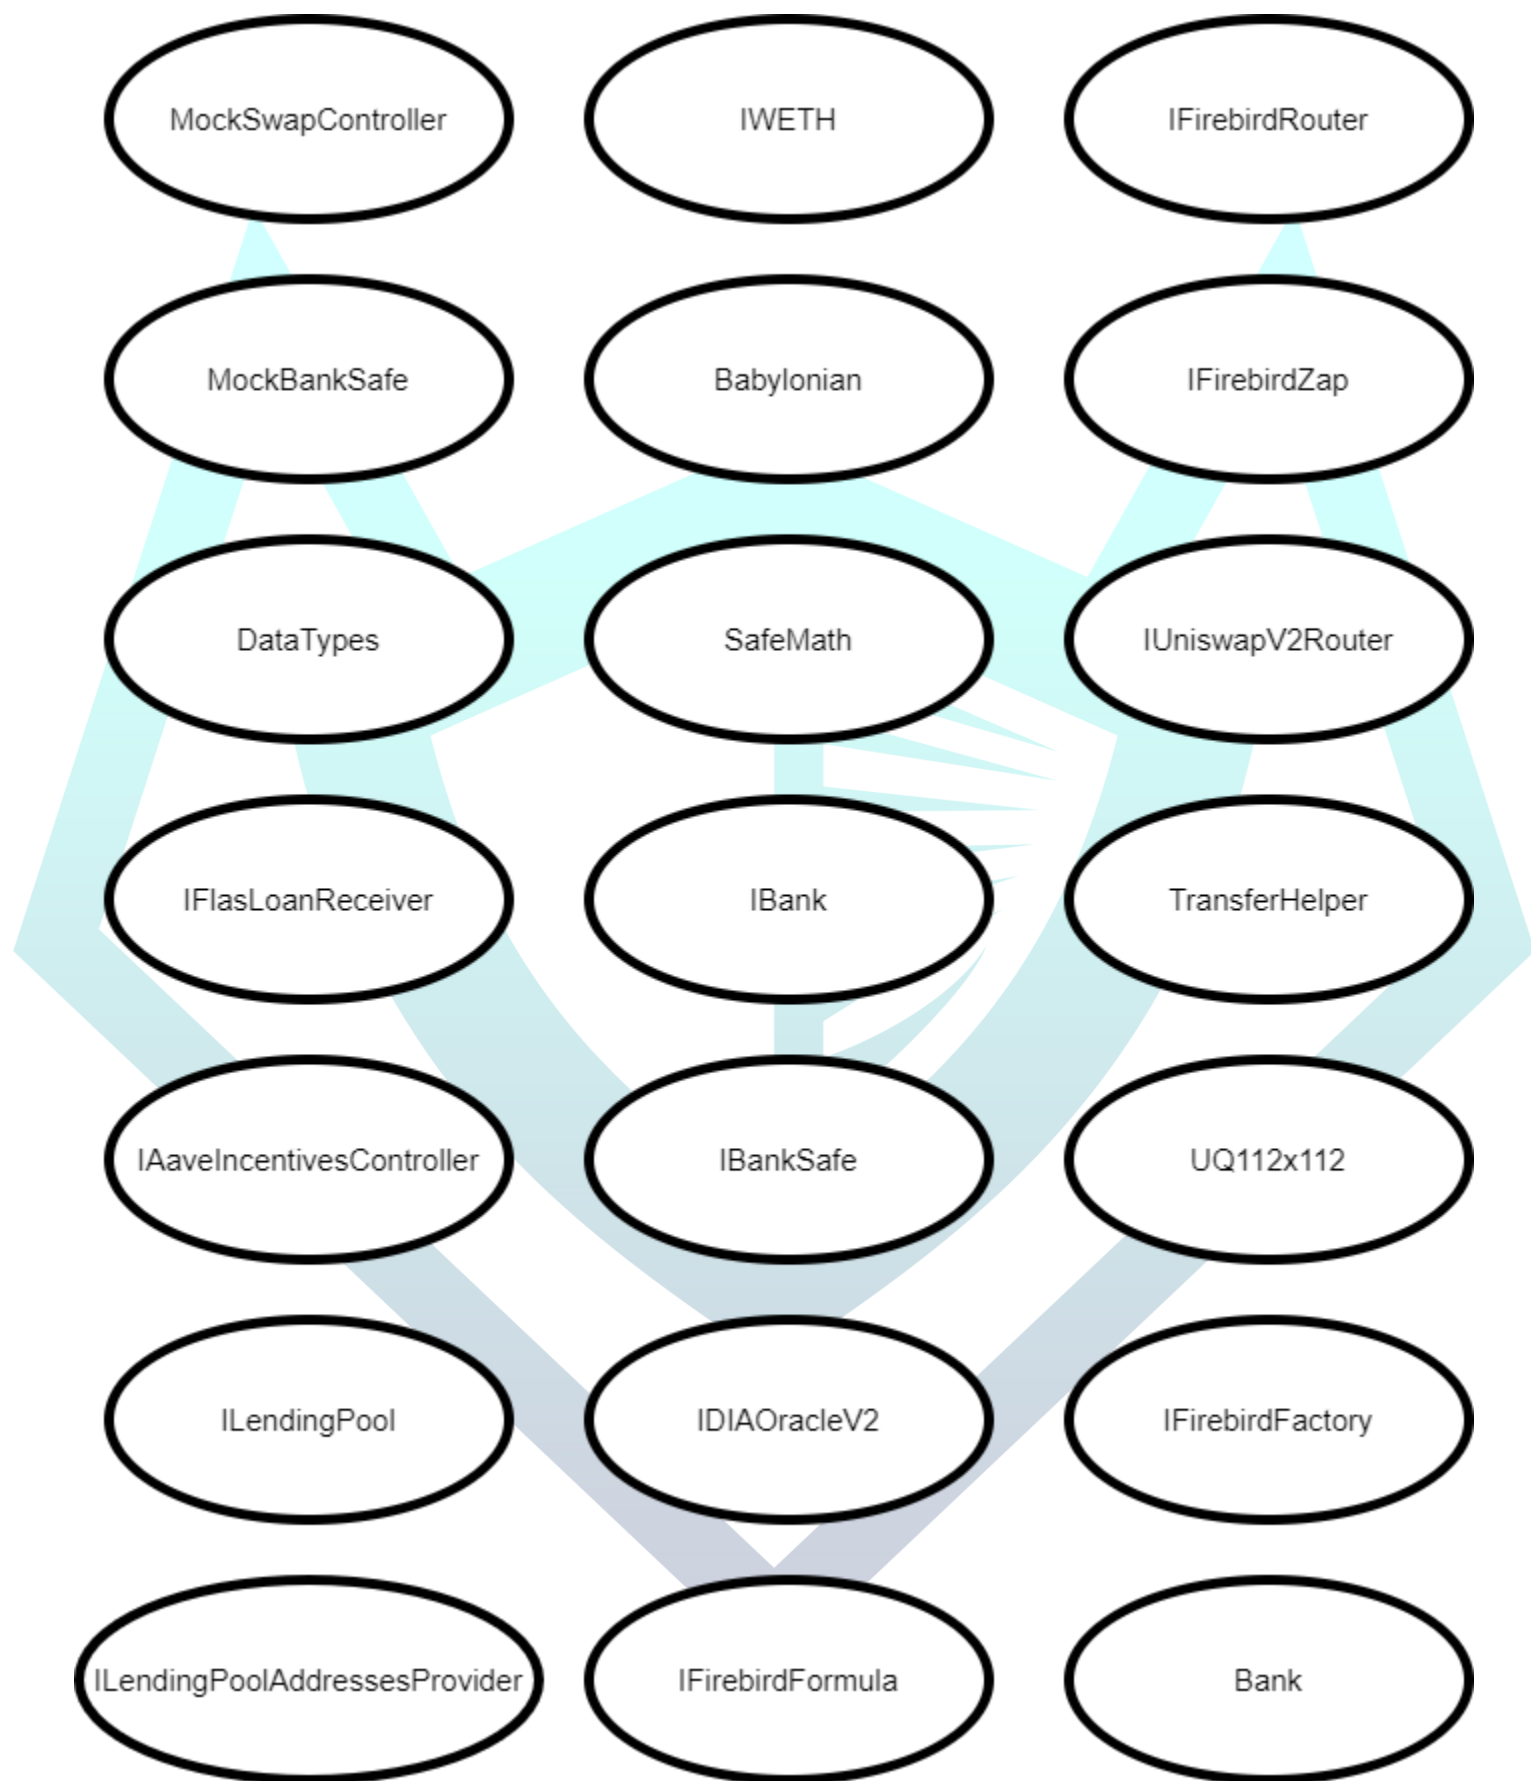 MockSwapController
IWETH
IFirebirdRouter
MockBankSafe
Babylonian
IFirebirdZap
DataTypes
SafeMath
IUniswapV2Router
IFlasLoanReceiver
IBank
TransferHelper
IAaveIncentivesController
IBankSafe
UQ112x112
ILendingPool
IDIAOracleV2
IFirebirdFactory
ILendingPoolAddressesProvider
IFirebirdFormula
Bank